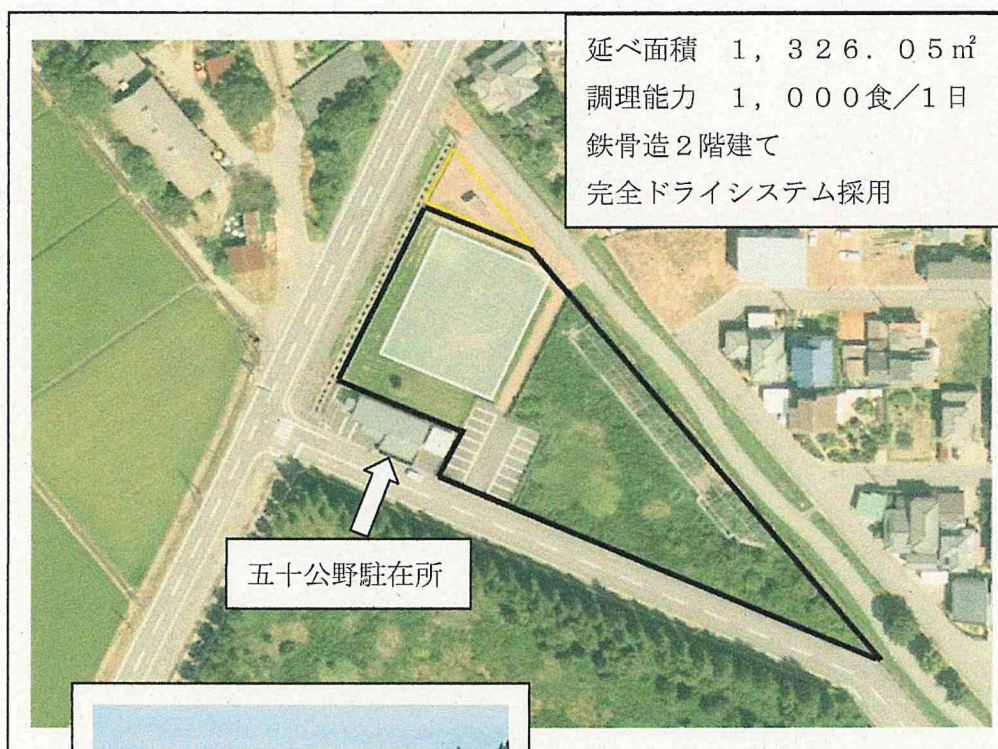 延べ面積　１，３２６．０５㎡
調理能力　１，０００食／１日
鉄骨造２階建て
完全ドライシステム採用
五十公野駐在所